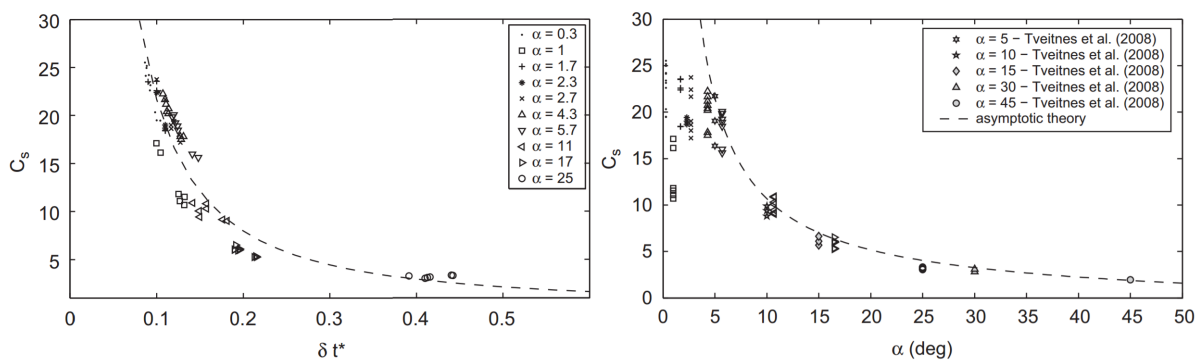 30
25
20
15
10
5
C_s
0
0.1
0.2
0.3
0.4
0.5
δ t*
α = 0.3
α = 1
α = 1.7
α = 2.3
α = 2.7
α = 4.3
α = 5.7
α = 11
α = 17
α = 25
30
25
20
15
10
5
0
C_s
0
5
10
15
20
25
30
35
40
45
50
α (deg)
α = 5 − Tveitnes et al. (2008)
α = 10 − Tveitnes et al. (2008)
α = 15 − Tveitnes et al. (2008)
α = 30 − Tveitnes et al. (2008)
α = 45 − Tveitnes et al. (2008)
asymptotic theory